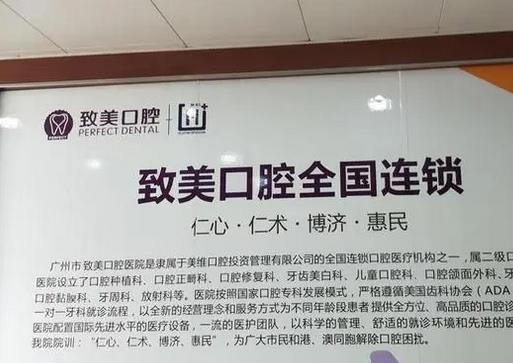 致美口腔
PERFECT DENTAL
PERFECT
致美口腔全国连锁
仁心·仁术·博济·惠民
广州市致美口腔医院是隶属于美维口腔投资管理有限公司的全国连锁口腔医疗机构之一，属二级口
医院设立了口腔种植科、口腔正畸科、口腔修复科、牙齿美白科、儿童口腔科、口腔颌面外科、牙
口腔黏膜科、牙周科、放射科等。医院按照国家口腔专科发展模式，严格遵循美国齿科协会（ADA
一对一牙科就诊流程，以全新的经营理念和服务方式为不同年龄段患者提供全方位、高品质的口腔诊
医院配置国际先进水平的医疗设备，一流的医护团队，以科学的管理、舒适的就诊环境和先进的医
我院院训：“仁心、仁术、博济、惠民”，为广大市民和港、澳同胞解除口腔困扰。